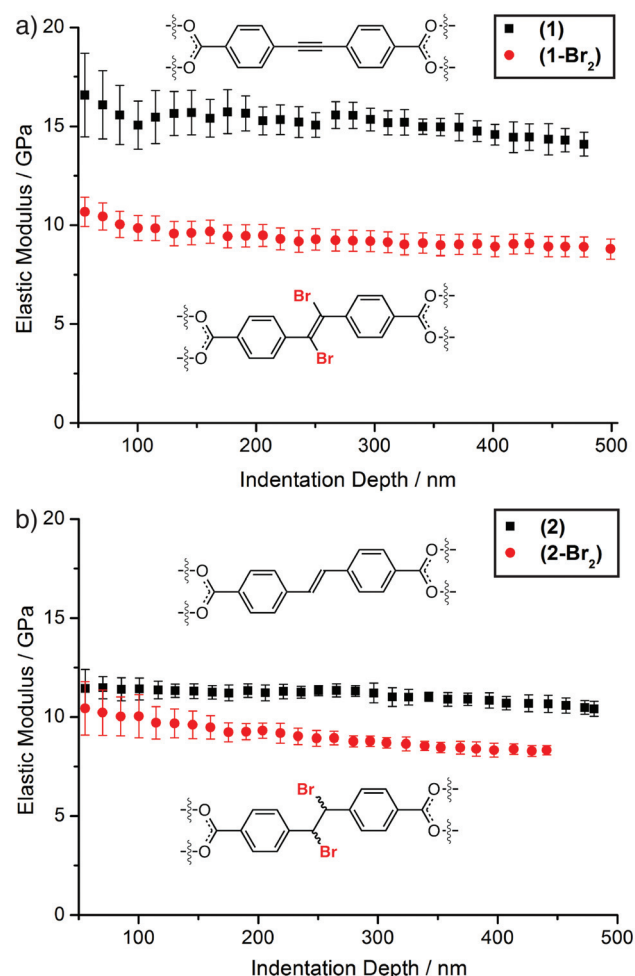 a)
(1)
(1-Br₂)
O O
O O
20
15
10
5
0
Elastic Modulus / GPa
Br
O O
O Br O
100 200 300 400 500
Indentation Depth / nm
b)
(2)
(2-Br₂)
O O
O O
20
15
10
5
0
Elastic Modulus / GPa
Br
O O
O Br O
100 200 300 400 500
Indentation Depth / nm